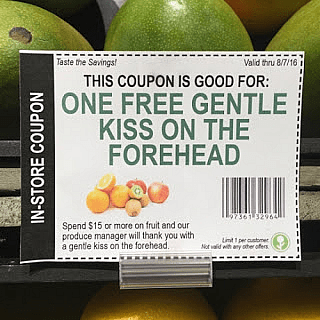 Taste the Savings!
Valid thru 8/7/16
IN-STORE COUPON
THIS COUPON IS GOOD FOR:
ONE FREE GENTLE
KISS ON THE
FOREHEAD
97361 32964
Spend $15 or more on fruit and our
produce manager will thank you with
a gentle kiss on the forehead.
Limit 1 per customer.
Not valid with any other offers.